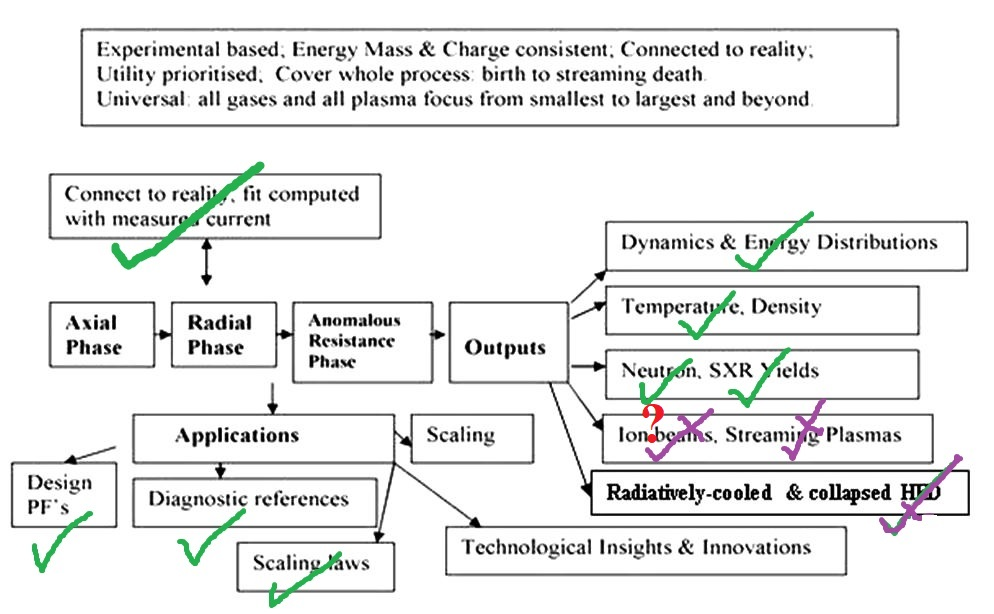 Experimental based; Energy Mass & Charge consistent; Connected to reality;
Utility prioritised; Cover whole process: birth to streaming death.
Universal: all gases and all plasma focus from smallest to largest and beyond.
Connect to reality, fit computed
with measured current
Dynamics & Energy Distributions
Temperature, Density
Axial
Phase
Radial
Phase
Anomalous
Resistance
Phase
Outputs
Neutron, SXR Yields
?
Ion beams, Streaming Plasmas
Applications
Scaling
Radiatively-cooled & collapsed HED
Design
PF's
Diagnostic references
Technological Insights & Innovations
Scaling laws